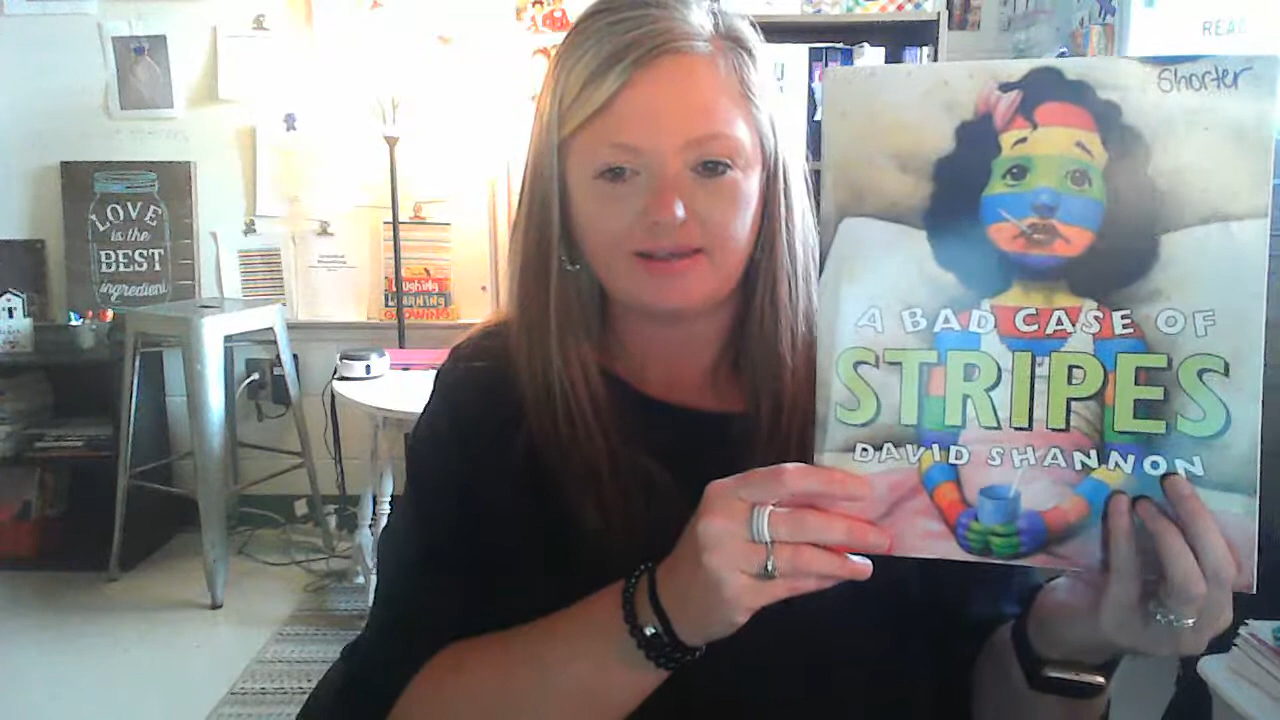 READ
Shorter
LOVE
is the
BEST
ingredient
Laughing
LEARNING
GROWING
A BAD CASE OF
STRIPES
DAVID SHANNON